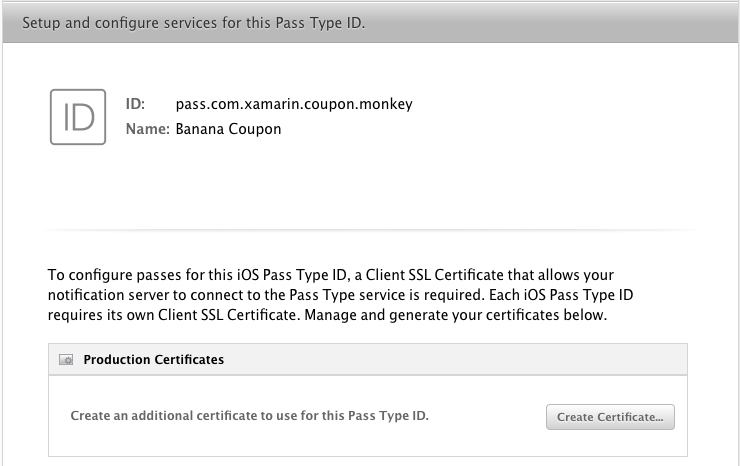 Setup and configure services for this Pass Type ID.
ID
ID: pass.com.xamarin.coupon.monkey
Name: Banana Coupon
To configure passes for this iOS Pass Type ID, a Client SSL Certificate that allows your
notification server to connect to the Pass Type service is required. Each iOS Pass Type ID
requires its own Client SSL Certificate. Manage and generate your certificates below.
Production Certificates
Create an additional certificate to use for this Pass Type ID.
Create Certificate...